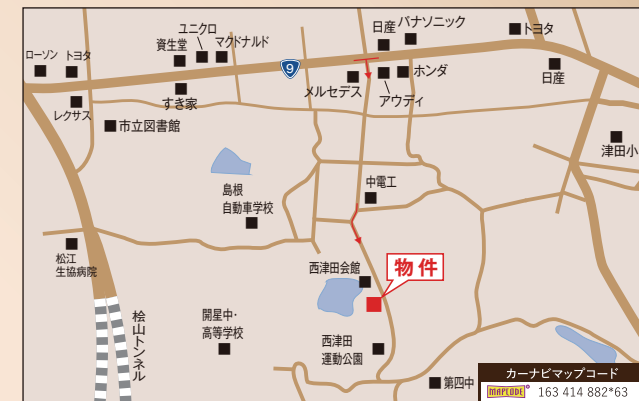 ローソン
トヨタ
資生堂
ユニクロ
マクドナルド
日産
パナソニック
トヨタ
9
メルセデス
ホンダ
アウディ
日産
レクサス
すき家
市立図書館
津田小
島根
自動車学校
中電工
松江
生協病院
西津田会館
物件
桧山トンネル
開星中・
高等学校
西津田
運動公園
第四中
カーナビマップコード
MAPCODE® 163 414 882*63